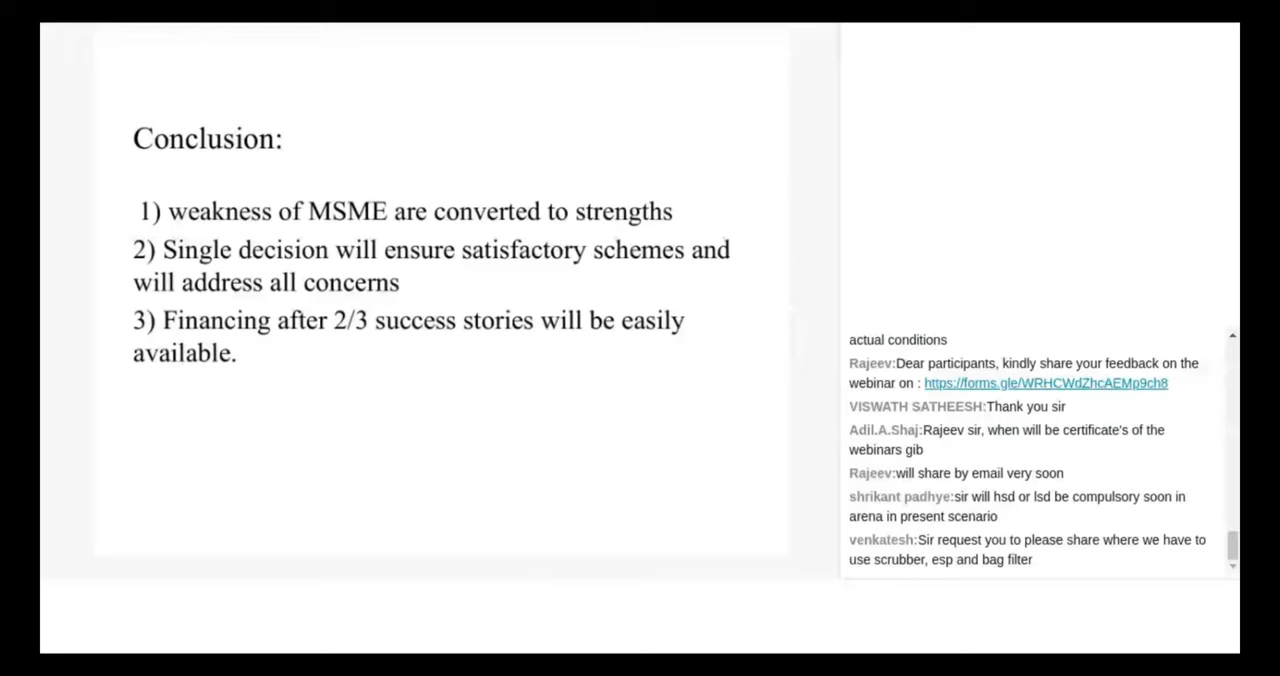 Conclusion:
1) weakness of MSME are converted to strengths
2) Single decision will ensure satisfactory schemes and
will address all concerns
3) Financing after 2/3 success stories will be easily
available.
actual conditions
Rajeev:Dear participants, kindly share your feedback on the
webinar on : https://forms.gle/WRHCWdZhcAEMp9ch8
VISWATH SATHEESH:Thank you sir
Adil.A.Shaj:Rajeev sir, when will be certificate's of the
webinars gib
Rajeev:will share by email very soon
shrikant padhye:sir will hsd or lsd be compulsory soon in
arena in present scenario
venkatesh:Sir request you to please share where we have to
use scrubber, esp and bag filter